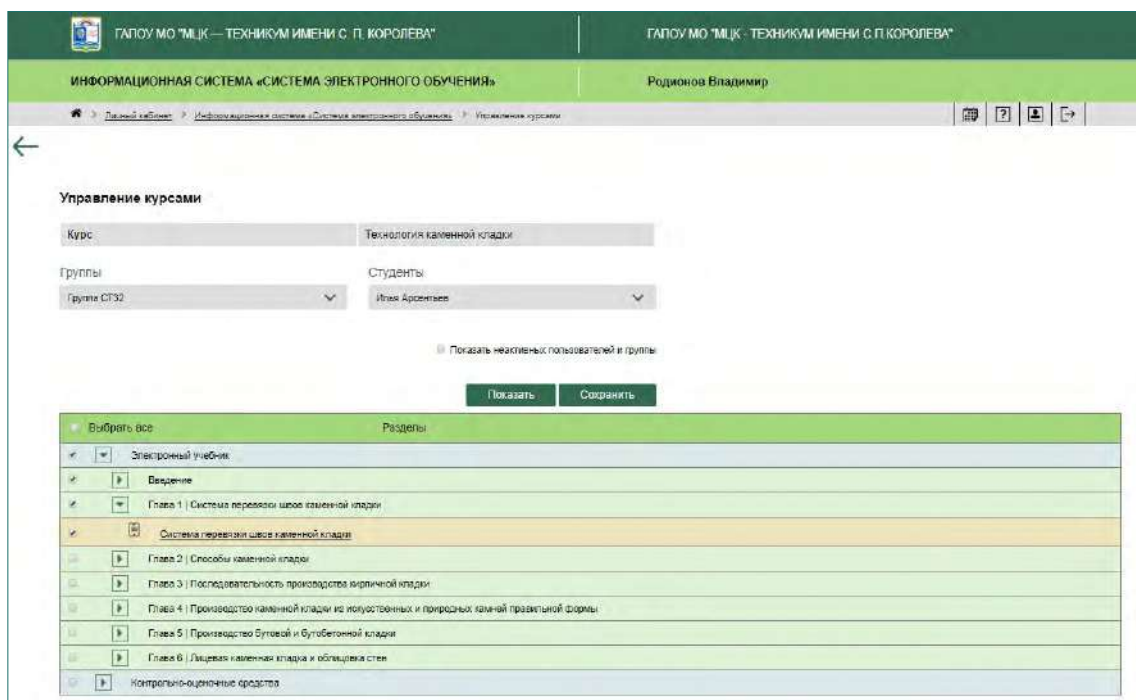 ГАПОУ МО "МЦК — ТЕХНИКУМ ИМЕНИ С. П. КОРОЛЕВА"
ГАПОУ МО "МЦК - ТЕХНИКУМ ИМЕНИ С.П.КОРОЛЕВА"
ИНФОРМАЦИОННАЯ СИСТЕМА «СИСТЕМА ЭЛЕКТРОННОГО ОБУЧЕНИЯ»
Родионов Владимир
Личный кабинет > Информационная система «Система электронного обучения» > Управление курсами
Управление курсами
Курс
Технология каменной кладки
Группы
Студенты
Группа СТ32
Илья Арсентьев
Показать неактивных пользователей и группы
Показать
Сохранить
Выбрать все
Разделы
Электронный учебник
Введение
Глава 1 | Система перевязки швов каменной кладки
Система перевязки швов каменной кладки
Глава 2 | Способы каменной кладки
Глава 3 | Последовательность производства кирпичной кладки
Глава 4 | Производство каменной кладки из искусственных и природных камней правильной формы
Глава 5 | Производство бутовой и бутобетонной кладки
Глава 6 | Лицевая каменная кладка и облицовка стен
Контрольно-оценочные средства